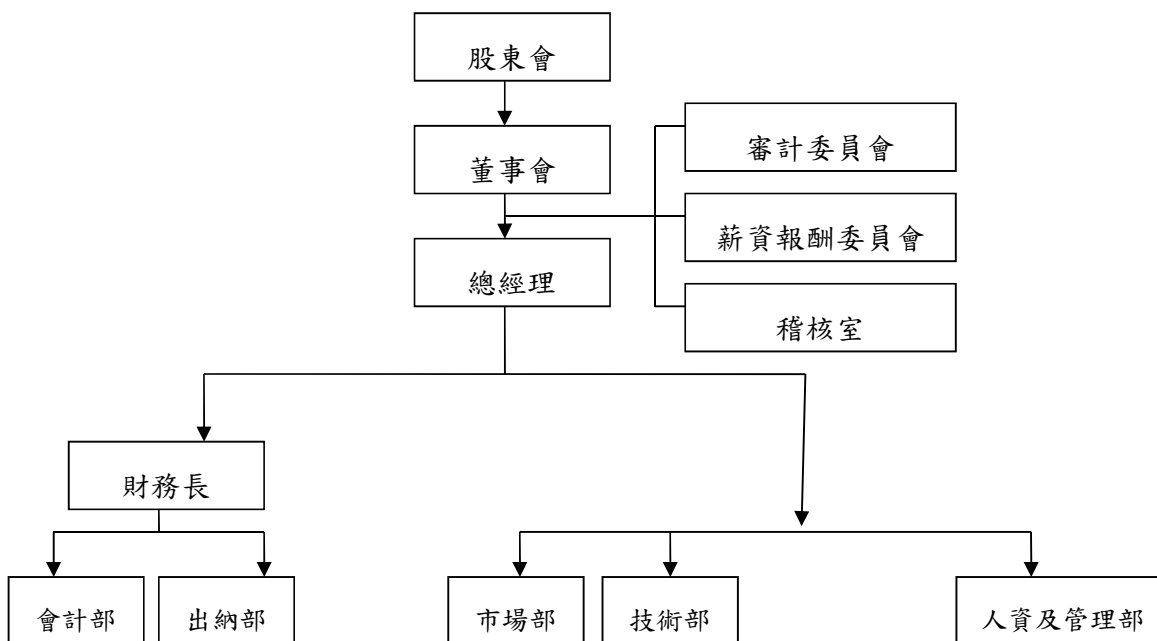 股東會
董事會
審計委員會
薪資報酬委員會
總經理
稽核室
財務長
會計部
出納部
市場部
技術部
人資及管理部